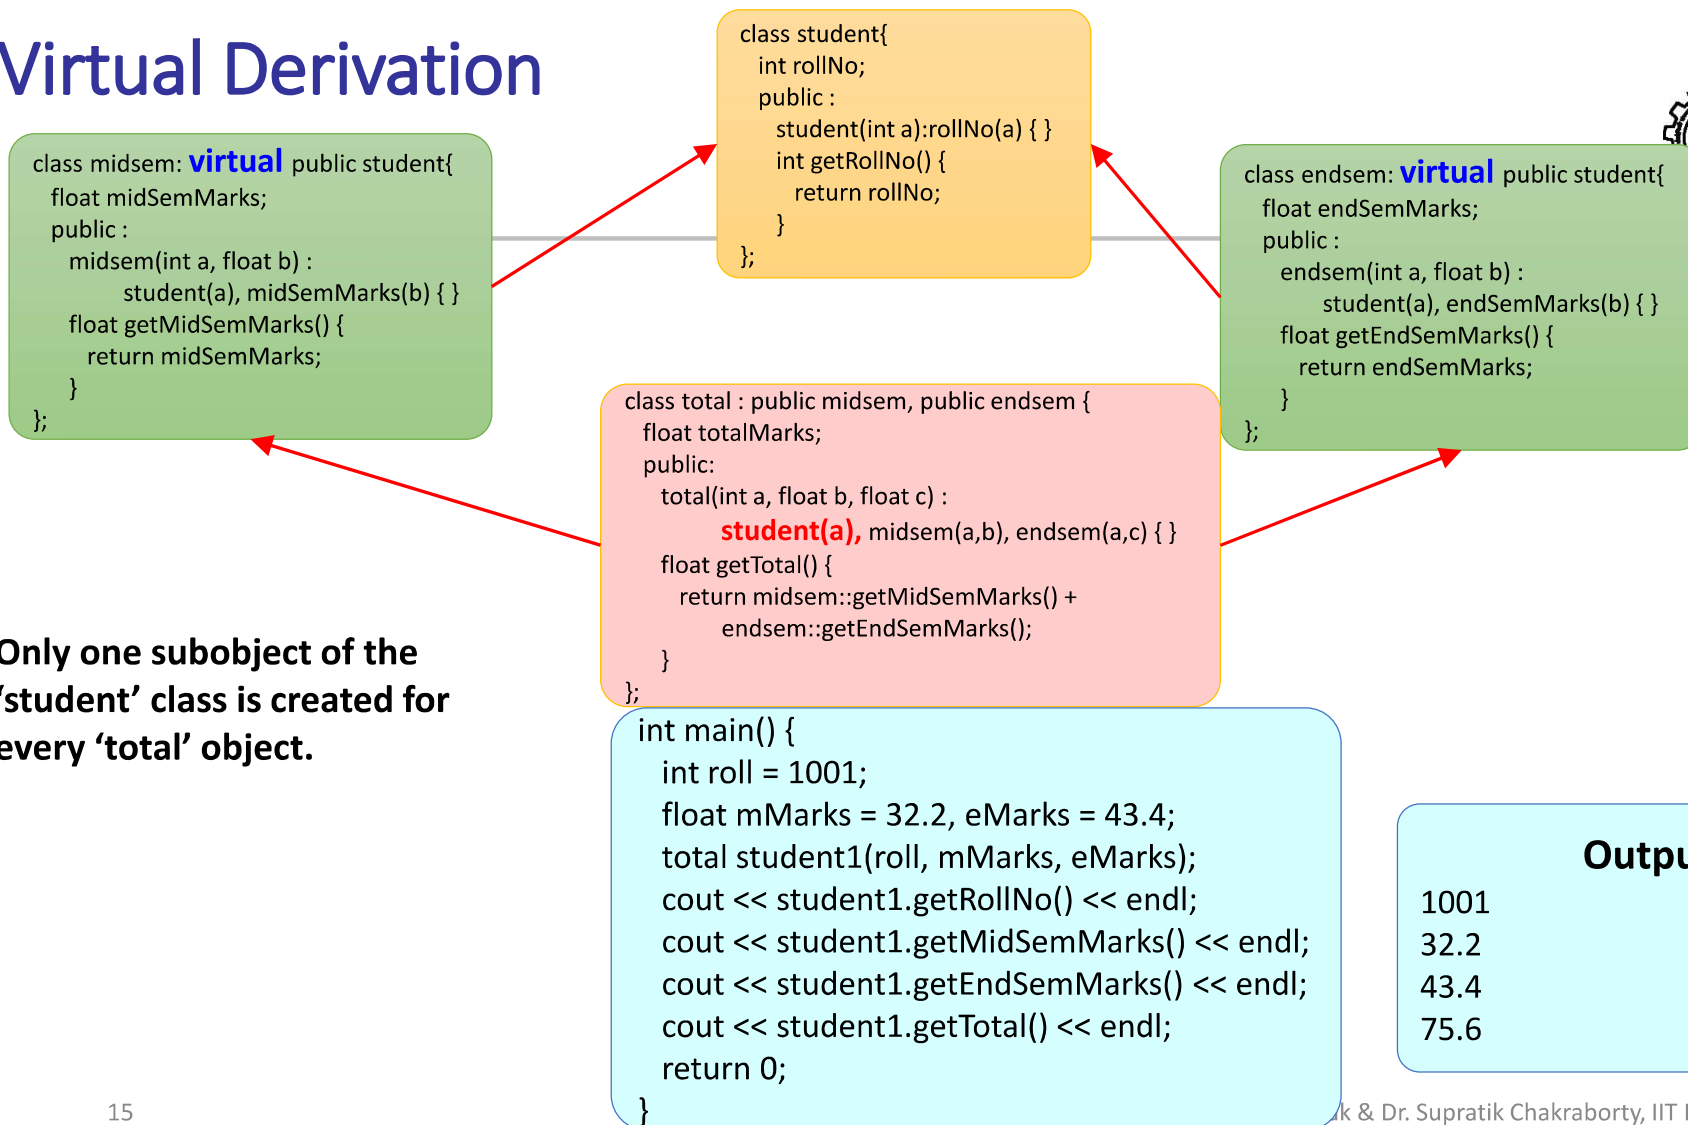 Virtual Derivation
class student{
int rollNo;
public :
student(int a):rollNo(a) { }
int getRollNo() {
return rollNo;
}
};
class midsem: virtual public student{
float midSemMarks;
public :
midsem(int a, float b) :
student(a), midSemMarks(b) { }
float getMidSemMarks() {
return midSemMarks;
}
};
class endsem: virtual public student{
float endSemMarks;
public :
endsem(int a, float b) :
student(a), endSemMarks(b) { }
float getEndSemMarks() {
return endSemMarks;
}
};
class total : public midsem, public endsem {
float totalMarks;
public:
total(int a, float b, float c) :
student(a), midsem(a,b), endsem(a,c) { }
float getTotal() {
return midsem::getMidSemMarks() +
endsem::getEndSemMarks();
}
};
Only one subobject of the
‘student’ class is created for
every ‘total’ object.
int main() {
int roll = 1001;
float mMarks = 32.2, eMarks = 43.4;
total student1(roll, mMarks, eMarks);
cout << student1.getRollNo() << endl;
cout << student1.getMidSemMarks() << endl;
cout << student1.getEndSemMarks() << endl;
cout << student1.getTotal() << endl;
return 0;
}
Outpu
1001
32.2
43.4
75.6
15
& Dr. Supratik Chakraborty, IIT